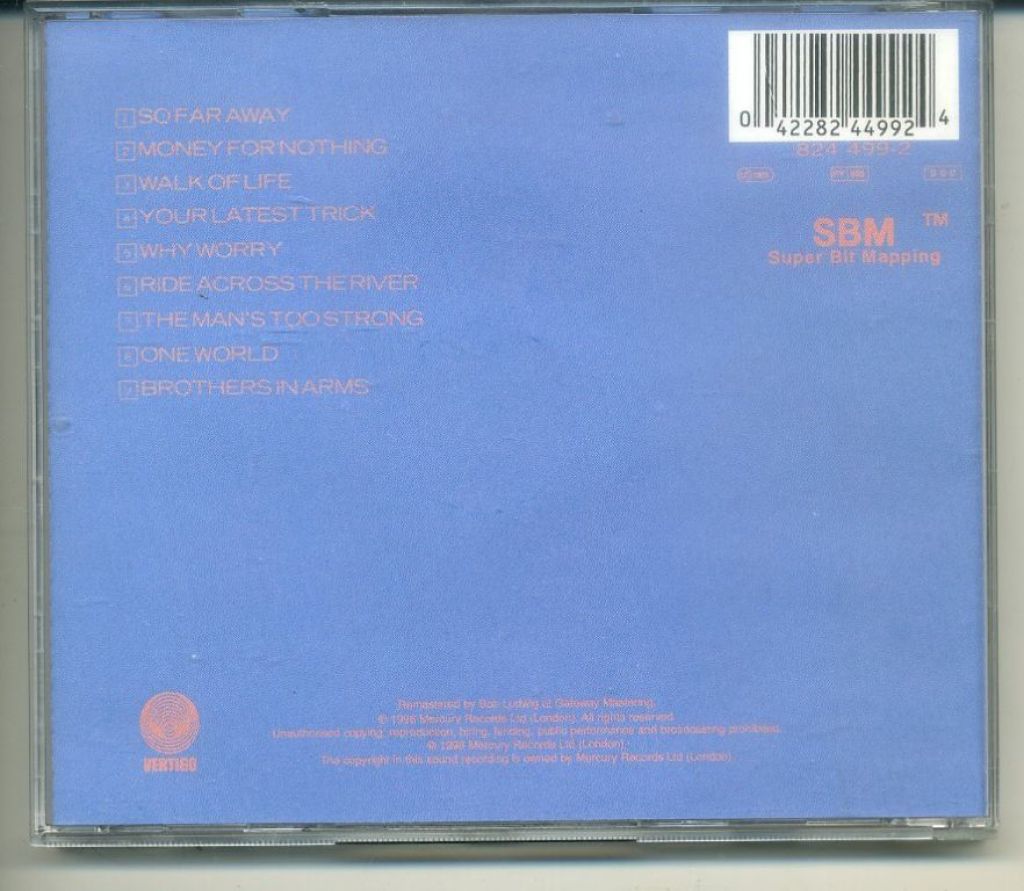 1 SO FAR AWAY
2 MONEY FOR NOTHING
3 WALK OF LIFE
4 YOUR LATEST TRICK
5 WHY WORRY
6 RIDE ACROSS THE RIVER
7 THE MAN'S TOO STRONG
8 ONE WORLD
9 BROTHERS IN ARMS
0 42282 44992 4
824 499-2
DDD
SBM ™
Super Bit Mapping
VERTIGO
Remastered by Bob Ludwig @ Gateway Mastering.
© 1996 Mercury Records Ltd (London). All rights reserved.
Unauthorised copying, reproduction, hiring, lending, public performance and broadcasting prohibited.
℗ 1996 Mercury Records Ltd (London).
The copyright in this sound recording is owned by Mercury Records Ltd (London).